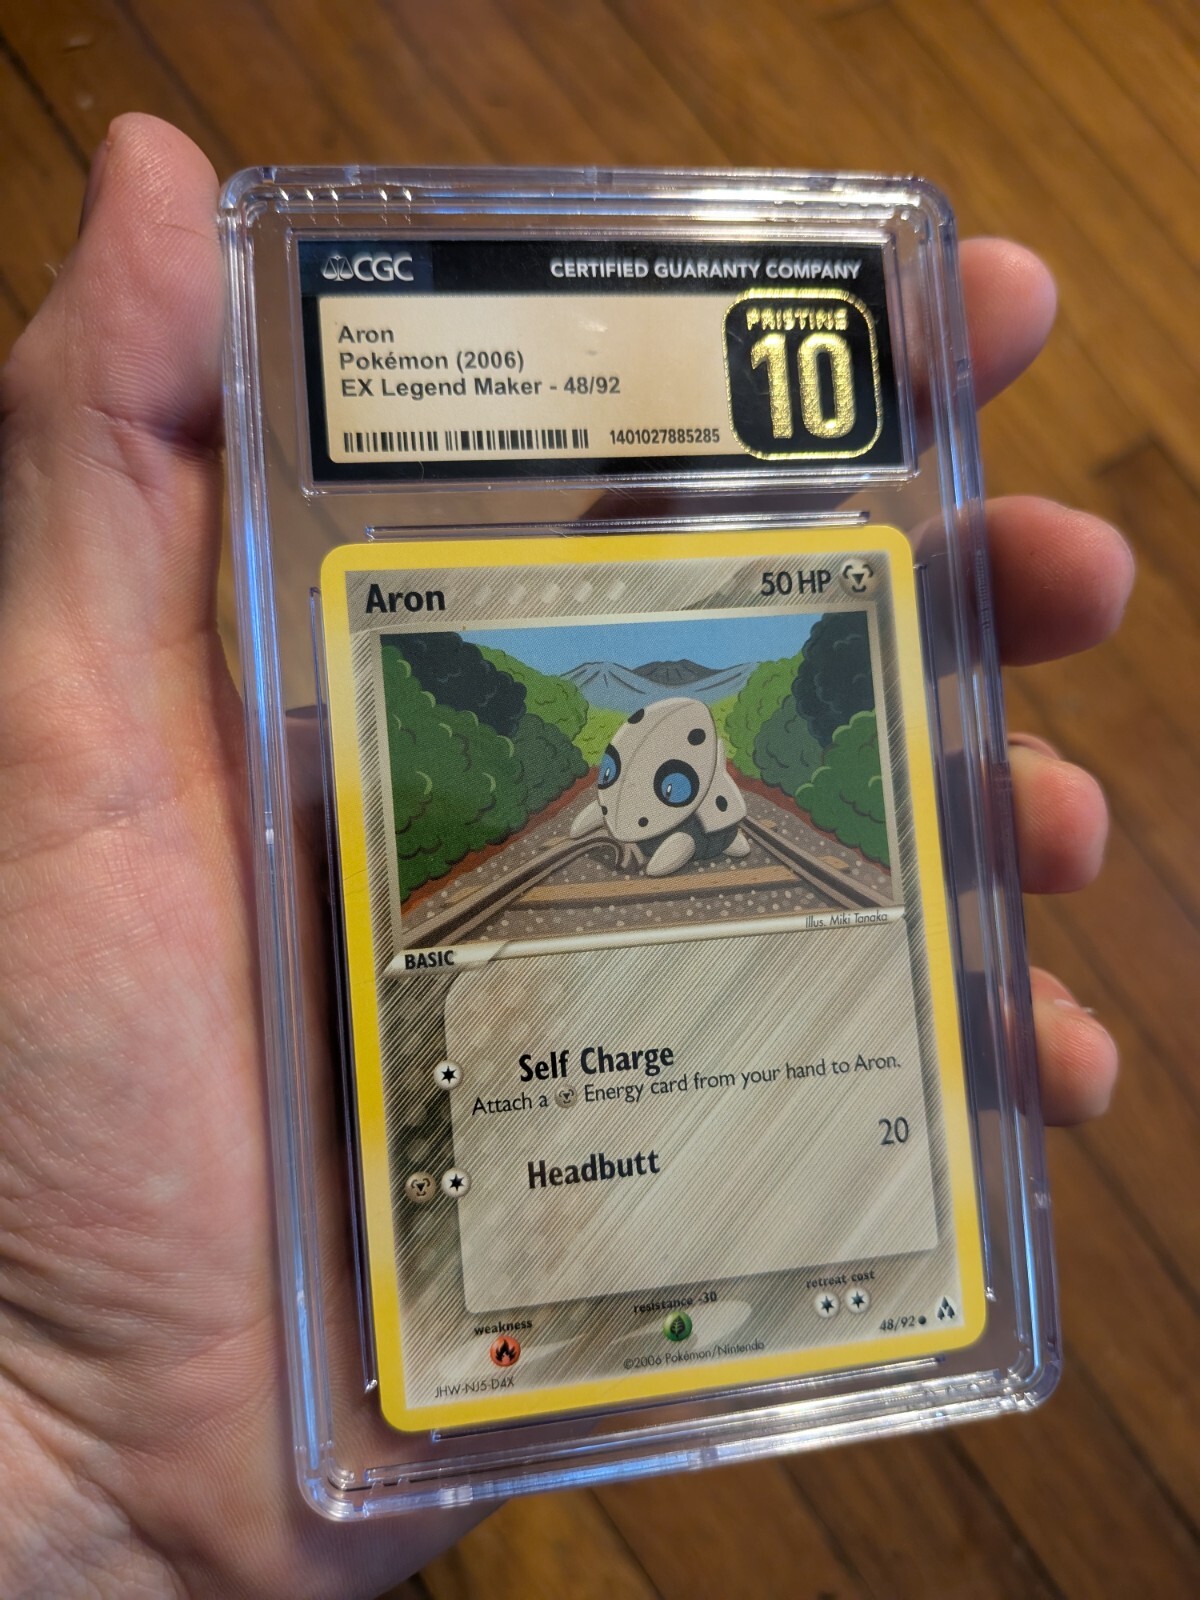 CGC
CERTIFIED GUARANTY COMPANY
Aron
Pokémon (2006)
EX Legend Maker - 48/92
1401027885285
PRISTINE
10
Aron
50 HP
Illus. Miki Tanaka
BASIC
Self Charge
Attach a Energy card from your hand to Aron.
Headbutt
20
weakness
resistance -30
retreat cost
JHW-NJ5-D4X
©2006 Pokémon/Nintendo
48/92